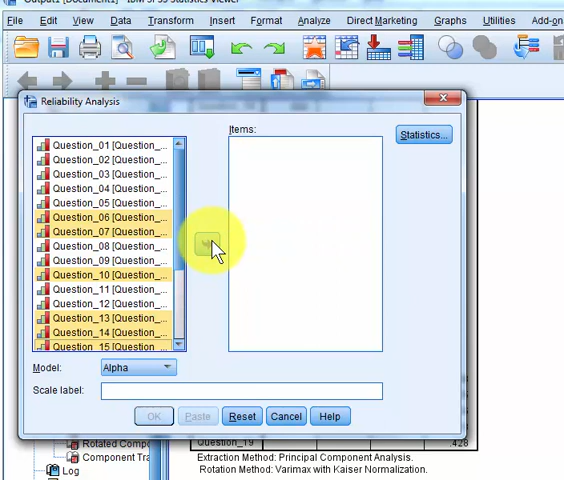 Output1 [Document1] - IBM SPSS Statistics Viewer
File Edit View Data Transform Insert Format Analyze Direct Marketing Graphs Utilities Add-on
Reliability Analysis
Items:
Statistics...
Question_01 [Question_...
Question_02 [Question_...
Question_03 [Question_...
Question_04 [Question_...
Question_05 [Question_...
Question_06 [Question_...
Question_07 [Question_...
Question_08 [Question_...
Question_09 [Question_...
Question_10 [Question_...
Question_11 [Question_...
Question_12 [Question_...
Question_13 [Question_...
Question_14 [Question_...
Question_15 [Question_...
Model: Alpha
Scale label:
OK Paste Reset Cancel Help
Rotated Compo
Question_19 .428
Component Tra
Extraction Method: Principal Component Analysis.
Log
Rotation Method: Varimax with Kaiser Normalization.